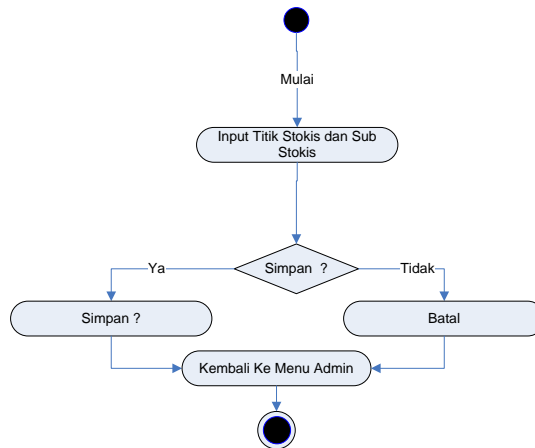 Mulai
Input Titik Stokis dan Sub
Stokis
Simpan ?
Ya
Tidak
Simpan ?
Batal
Kembali Ke Menu Admin